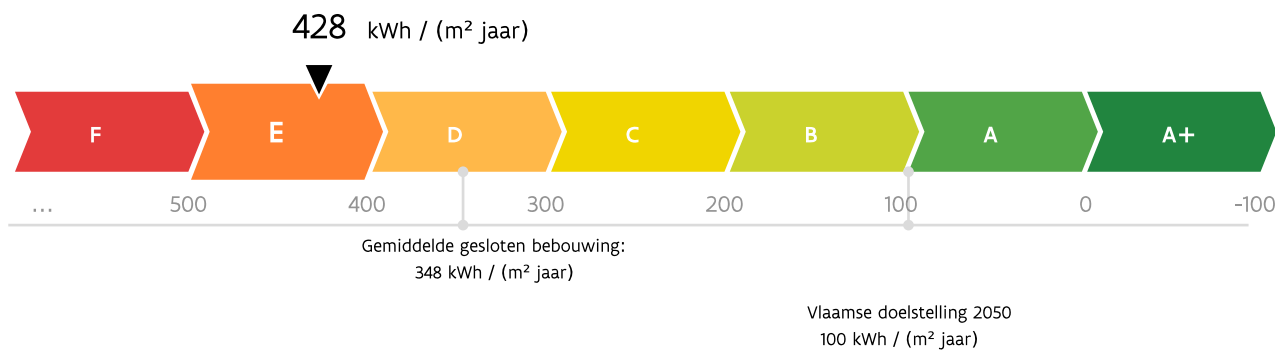 428 kWh / (m² jaar)
F E D C B A A+
... 500 400 300 200 100 0 -100
Gemiddelde gesloten bebouwing:
348 kWh / (m² jaar)
Vlaamse doelstelling 2050
100 kWh / (m² jaar)